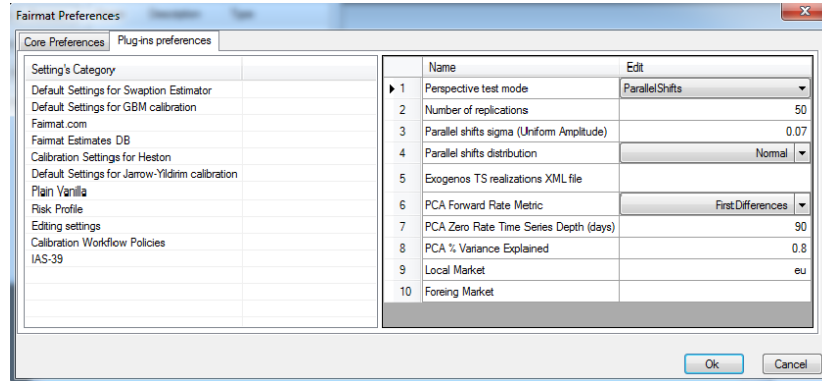 Fairmat Preferences
Core Preferences
Plug-ins preferences
Setting's Category
Default Settings for Swaption Estimator
Default Settings for GBM calibration
Fairmat.com
Fairmat Estimates DB
Calibration Settings for Heston
Default Settings for Jarrow-Yildirim calibration
Plain Vanilla
Risk Profile
Editing settings
Calibration Workflow Policies
IAS-39
Name Edit
1 Perspective test mode ParallelShifts
2 Number of replications 50
3 Parallel shifts sigma (Uniform Amplitude) 0.07
4 Parallel shifts distribution Normal
5 Exogenos TS realizations XML file
6 PCA Forward Rate Metric FirstDifferences
7 PCA Zero Rate Time Series Depth (days) 90
8 PCA % Variance Explained 0.8
9 Local Market eu
10 Foreing Market
Ok Cancel